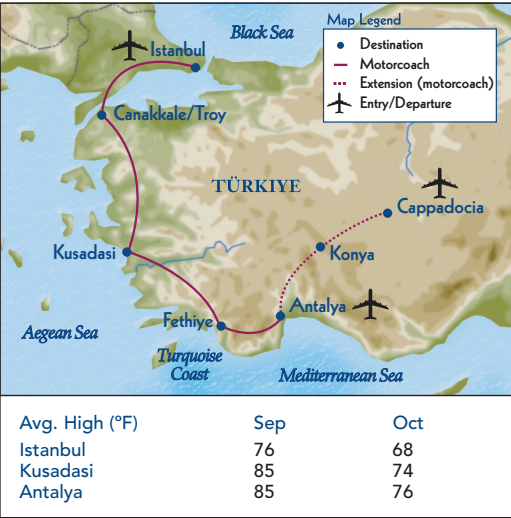 Map Legend
Destination
Motorcoach
Extension (motorcoach)
Entry/Departure
Black Sea
Istanbul
Canakkale/Troy
TÜRKIYE
Cappadocia
Konya
Kusadasi
Antalya
Fethiye
Aegean Sea
Turquoise
Coast
Mediterranean Sea
Avg. High (ºF) Sep Oct
Istanbul 76 68
Kusadasi 85 74
Antalya 85 76